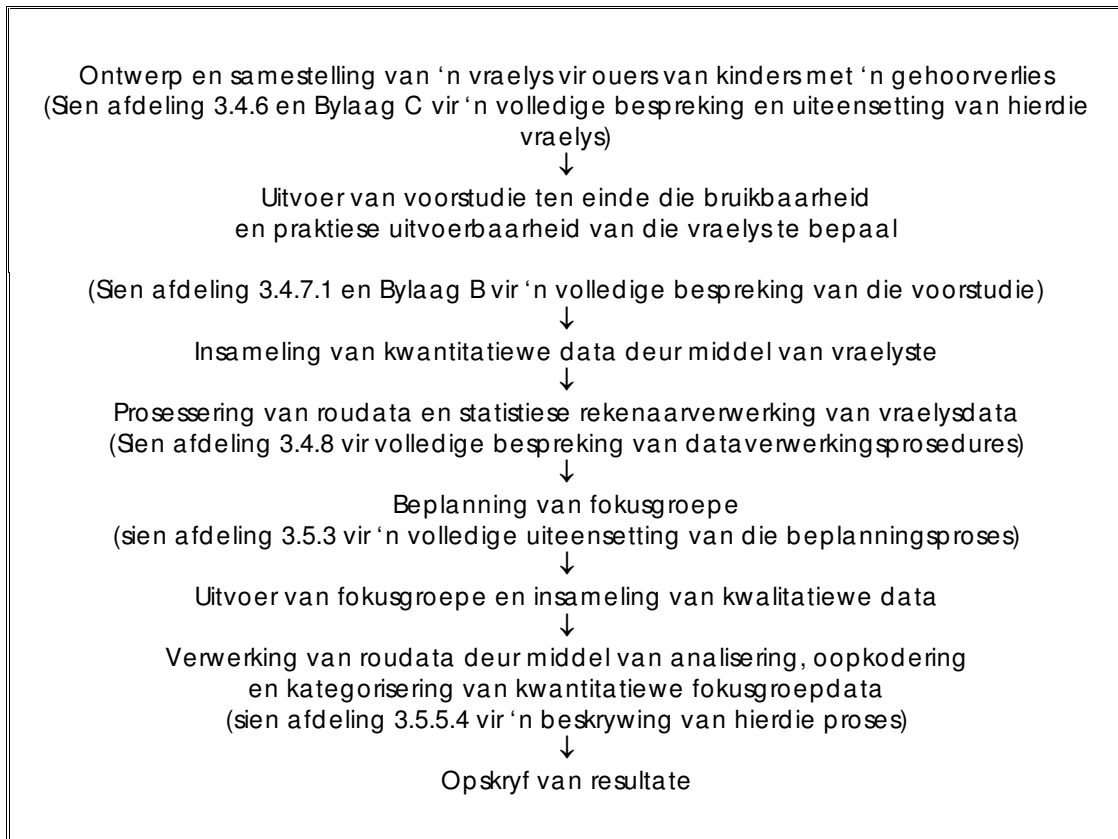 Ontwerp en samestelling van ‘n vraelys vir ouers van kinders met ‘n gehoorverlies
(Sien afdeling 3.4.6 en Bylaag C vir ‘n volledige bespreking en uiteensetting van hierdie
vraelys)
↓
Uitvoer van voorstudie ten einde die bruikbaarheid
en praktiese uitvoerbaarheid van die vraelys te bepaal
(Sien afdeling 3.4.7.1 en Bylaag B vir ‘n volledige bespreking van die voorstudie)
↓
Insameling van kwantitatiewe data deur middel van vraelyste
↓
Prosessering van roudata en statistiese rekenaarverwerking van vraelysdata
(Sien afdeling 3.4.8 vir volledige bespreking van dataverwerkingsprosedures)
↓
Beplanning van fokusgroepe
(sien afdeling 3.5.3 vir ‘n volledige uiteensetting van die beplanningsproses)
↓
Uitvoer van fokusgroepe en insameling van kwalitatiewe data
↓
Verwerking van roudata deur middel van analisering, oopkodering
en kategorisering van kwantitatiewe fokusgroepdata
(sien afdeling 3.5.5.4 vir ‘n beskrywing van hierdie proses)
↓
Opskryf van resultate